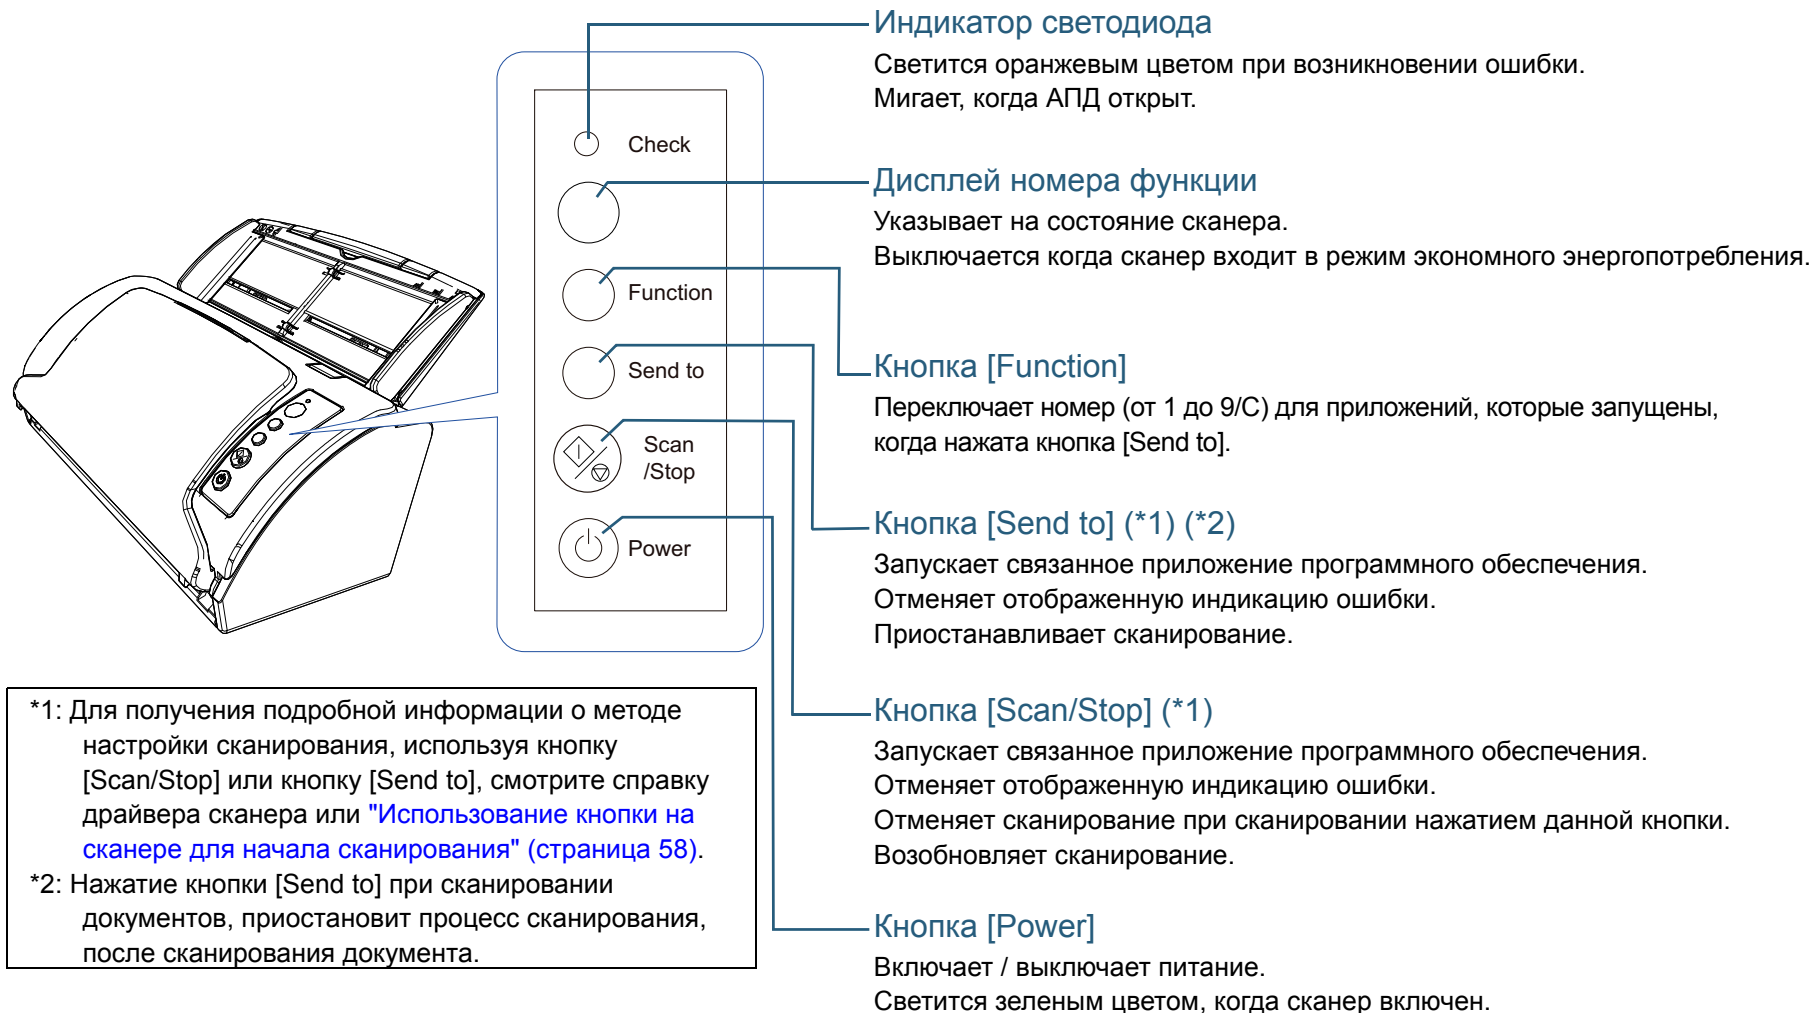 Индикатор светодиода
Светится оранжевым цветом при возникновении ошибки.
Мигает, когда АПД открыт.
Check
Дисплей номера функции
Указывает на состояние сканера.
Выключается когда сканер входит в режим экономного энергопотребления.
Function
Кнопка [Function]
Переключает номер (от 1 до 9/C) для приложений, которые запущены,
когда нажата кнопка [Send to].
Send to
Scan
/Stop
Кнопка [Send to] (*1) (*2)
Запускает связанное приложение программного обеспечения.
Отменяет отображенную индикацию ошибки.
Приостанавливает сканирование.
Power
Кнопка [Scan/Stop] (*1)
Запускает связанное приложение программного обеспечения.
Отменяет отображенную индикацию ошибки.
Отменяет сканирование при сканировании нажатием данной кнопки.
Возобновляет сканирование.
*1: Для получения подробной информации о методе
настройки сканирования, используя кнопку
[Scan/Stop] или кнопку [Send to], смотрите справку
драйвера сканера или "Использование кнопки на
сканере для начала сканирования" (страница 58).
*2: Нажатие кнопки [Send to] при сканировании
документов, приостановит процесс сканирования,
после сканирования документа.
Кнопка [Power]
Включает / выключает питание.
Светится зеленым цветом, когда сканер включен.